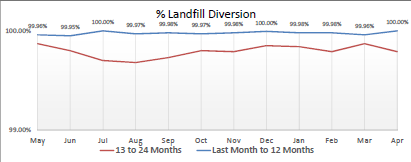 % Landfill Diversion
99.96% 99.95% 100.00% 99.97% 99.98% 99.97% 99.98% 100.00% 99.98% 99.98% 99.96% 100.00%
100.00%
99.00%
May Jun Jul Aug Sep Oct Nov Dec Jan Feb Mar Apr
13 to 24 Months Last Month to 12 Months